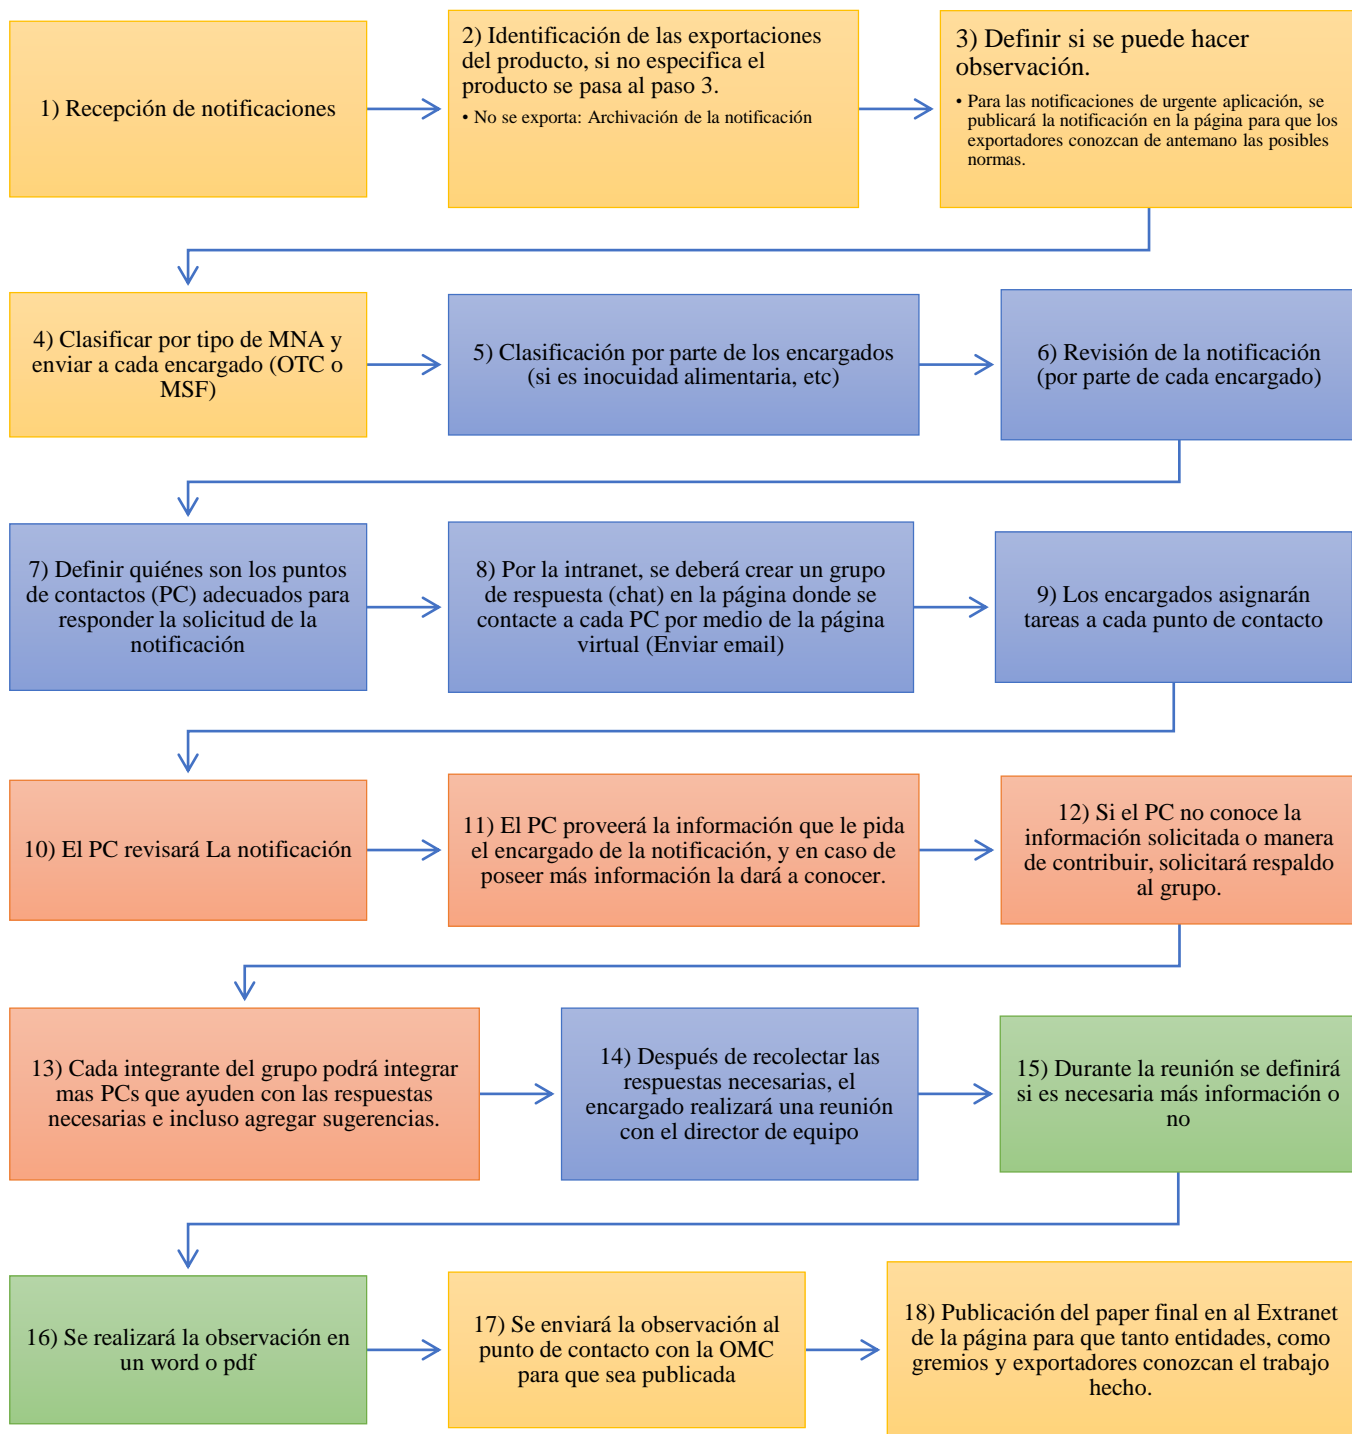 1) Recepción de notificaciones
2) Identificación de las exportaciones
del producto, si no especifica el
producto se pasa al paso 3.
• No se exporta: Archivación de la notificación
3) Definir si se puede hacer
observación.
• Para las notificaciones de urgente aplicación, se
publicará la notificación en la página para que los
exportadores conozcan de antemano las posibles
normas.
4) Clasificar por tipo de MNA y
enviar a cada encargado (OTC o
MSF)
5) Clasificación por parte de los encargados
(si es inocuidad alimentaria, etc)
6) Revisión de la notificación
(por parte de cada encargado)
7) Definir quiénes son los puntos
de contactos (PC) adecuados para
responder la solicitud de la
notificación
8) Por la intranet, se deberá crear un grupo
de respuesta (chat) en la página donde se
contacte a cada PC por medio de la página
virtual (Enviar email)
9) Los encargados asignarán
tareas a cada punto de contacto
10) El PC revisará La notificación
11) El PC proveerá la información que le pida
el encargado de la notificación, y en caso de
poseer más información la dará a conocer.
12) Si el PC no conoce la
información solicitada o manera
de contribuir, solicitará respaldo
al grupo.
13) Cada integrante del grupo podrá integrar
mas PCs que ayuden con las respuestas
necesarias e incluso agregar sugerencias.
14) Después de recolectar las
respuestas necesarias, el
encargado realizará una reunión
con el director de equipo
15) Durante la reunión se definirá
si es necesaria más información o
no
16) Se realizará la observación en
un word o pdf
17) Se enviará la observación al
punto de contacto con la OMC
para que sea publicada
18) Publicación del paper final en al Extranet
de la página para que tanto entidades, como
gremios y exportadores conozcan el trabajo
hecho.